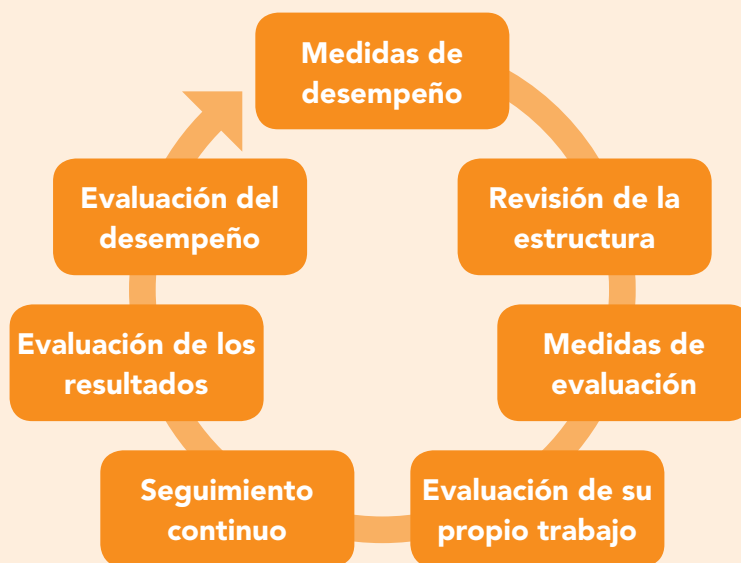 Medidas de
desempeño
Revisión de la
estructura
Medidas de
evaluación
Evaluación de su
propio trabajo
Seguimiento
continuo
Evaluación de los
resultados
Evaluación del
desempeño